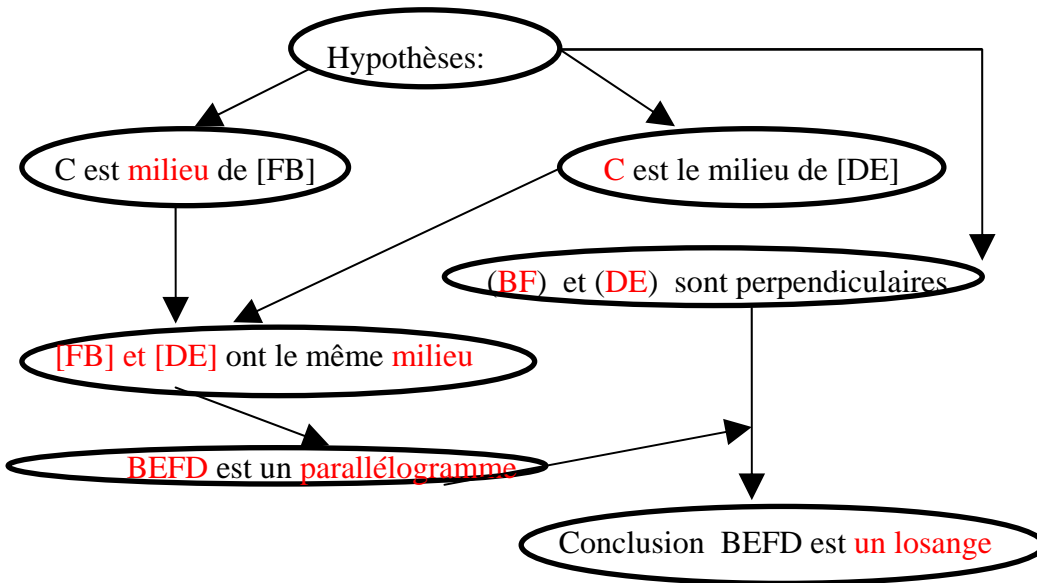 Hypothèses:
C est milieu de [FB]
C est le milieu de [DE]
(BF) et (DE) sont perpendiculaires
[FB] et [DE] ont le même milieu
BEFD est un parallélogramme
Conclusion BEFD est un losange